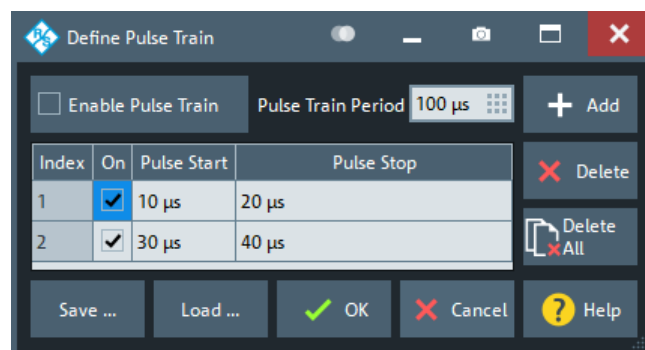 R&S Define Pulse Train
Enable Pulse Train Pulse Train Period 100 µs Add
Index On Pulse Start Pulse Stop
Delete
1 10 µs 20 µs
2 30 µs 40 µs
Delete
All
Save ... Load ... OK Cancel ? Help